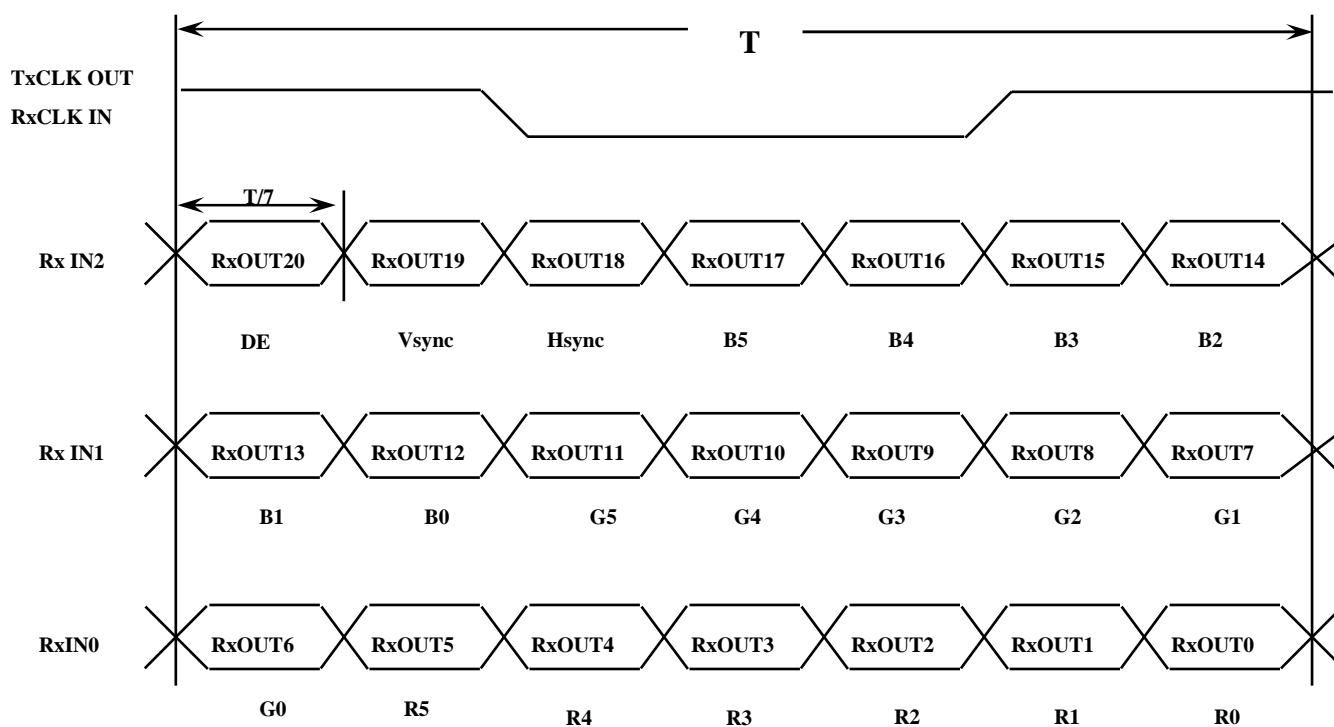 T
TxCLK OUT
RxCLK IN
T/7
Rx IN2 RxOUT20 RxOUT19 RxOUT18 RxOUT17 RxOUT16 RxOUT15 RxOUT14
DE Vsync Hsync B5 B4 B3 B2
Rx IN1 RxOUT13 RxOUT12 RxOUT11 RxOUT10 RxOUT9 RxOUT8 RxOUT7
B1 B0 G5 G4 G3 G2 G1
RxIN0 RxOUT6 RxOUT5 RxOUT4 RxOUT3 RxOUT2 RxOUT1 RxOUT0
G0 R5 R4 R3 R2 R1 R0